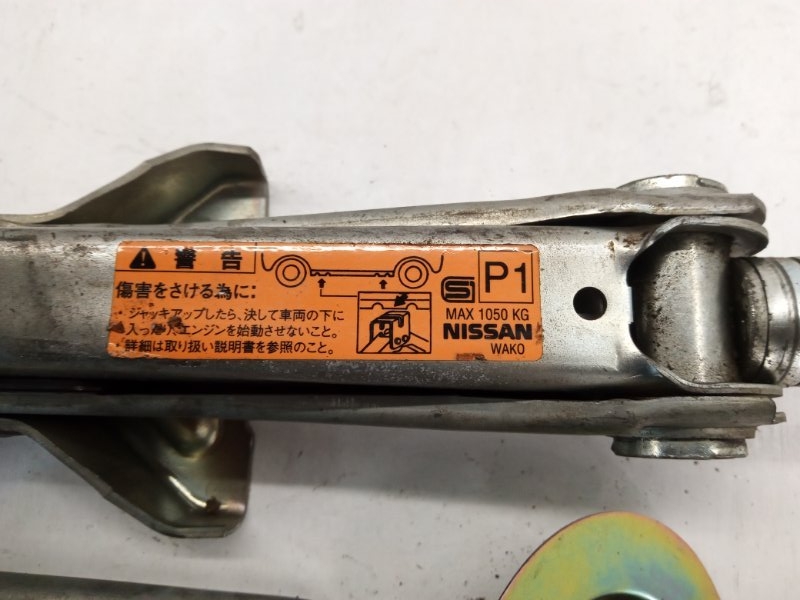 警告
傷害をさける為に:
・ジャッキアップしたら、決して車両の下に
入ったり、エンジンを始動させないこと。
・詳細は取り扱い説明書を参照のこと。
P1
MAX 1050 KG
NISSAN
WAKO